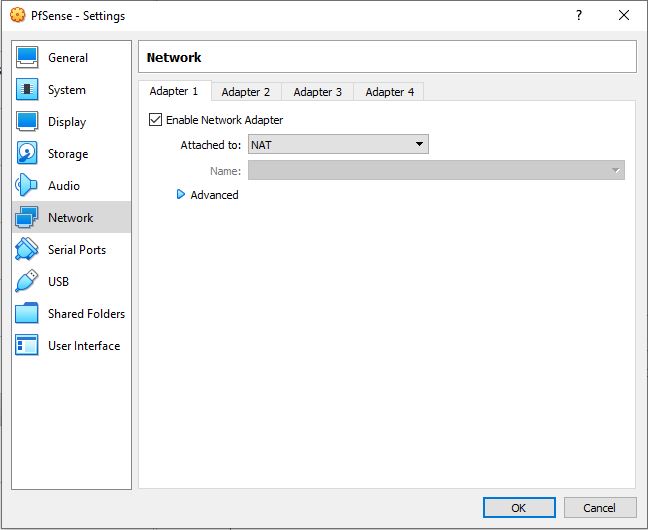 PfSense - Settings
General
System
Display
Storage
Audio
Network
Serial Ports
USB
Shared Folders
User Interface
Network
Adapter 1 Adapter 2 Adapter 3 Adapter 4
Enable Network Adapter
Attached to: NAT
Name:
Advanced
OK Cancel